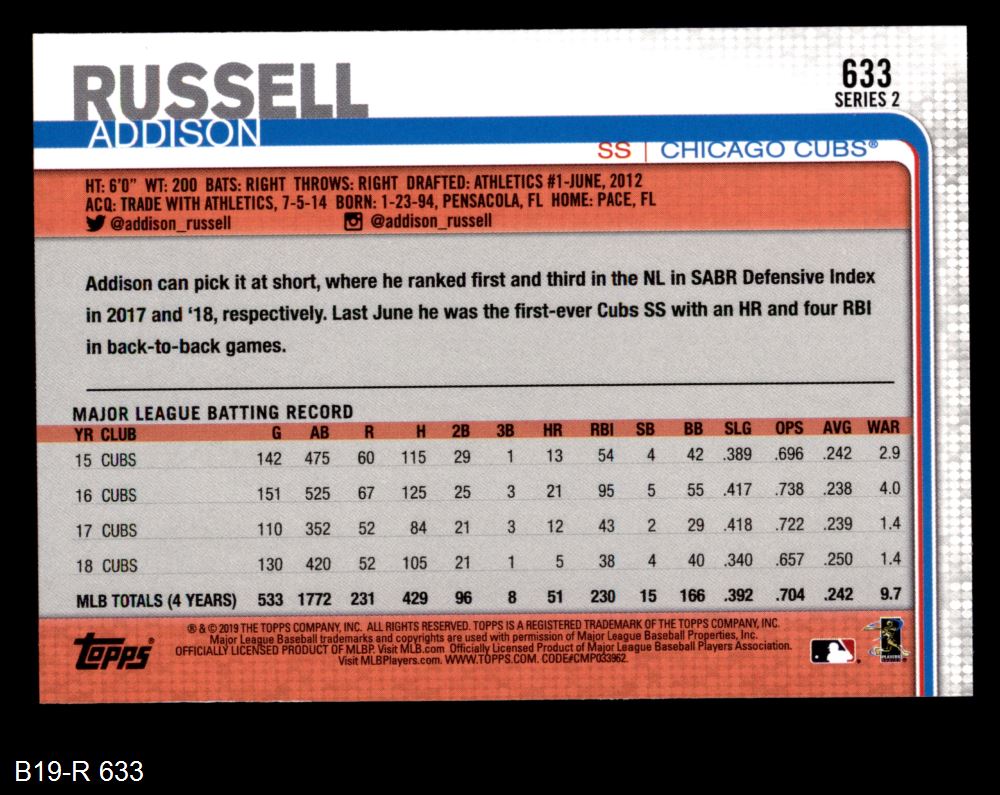 RUSSELL
ADDISON
633
SERIES 2
SS | CHICAGO CUBS®
HT: 6'0" WT: 200 BATS: RIGHT THROWS: RIGHT DRAFTED: ATHLETICS #1-JUNE, 2012
ACQ: TRADE WITH ATHLETICS, 7-5-14 BORN: 1-23-94, PENSACOLA, FL HOME: PACE, FL
@addison_russell @addison_russell
Addison can pick it at short, where he ranked first and third in the NL in SABR Defensive Index
in 2017 and ‘18, respectively. Last June he was the first-ever Cubs SS with an HR and four RBI
in back-to-back games.
MAJOR LEAGUE BATTING RECORD
YR CLUB G AB R H 2B 3B HR RBI SB BB SLG OPS AVG WAR
15 CUBS 142 475 60 115 29 1 13 54 4 42 .389 .696 .242 2.9
16 CUBS 151 525 67 125 25 3 21 95 5 55 .417 .738 .238 4.0
17 CUBS 110 352 52 84 21 3 12 43 2 29 .418 .722 .239 1.4
18 CUBS 130 420 52 105 21 1 5 38 4 40 .340 .657 .250 1.4
MLB TOTALS (4 YEARS) 533 1772 231 429 96 8 51 230 15 166 .392 .704 .242 9.7
Topps®
® & © 2019 THE TOPPS COMPANY, INC. ALL RIGHTS RESERVED. TOPPS IS A REGISTERED TRADEMARK OF THE TOPPS COMPANY, INC.
Major League Baseball trademarks and copyrights are used with permission of Major League Baseball Properties, Inc.
OFFICIALLY LICENSED PRODUCT OF MLBP. Visit MLB.com Officially Licensed Product of Major League Baseball Players Association.
Visit MLBPlayers.com. WWW.TOPPS.COM. CODE#CMP033962.
PLAYERS
B19-R 633